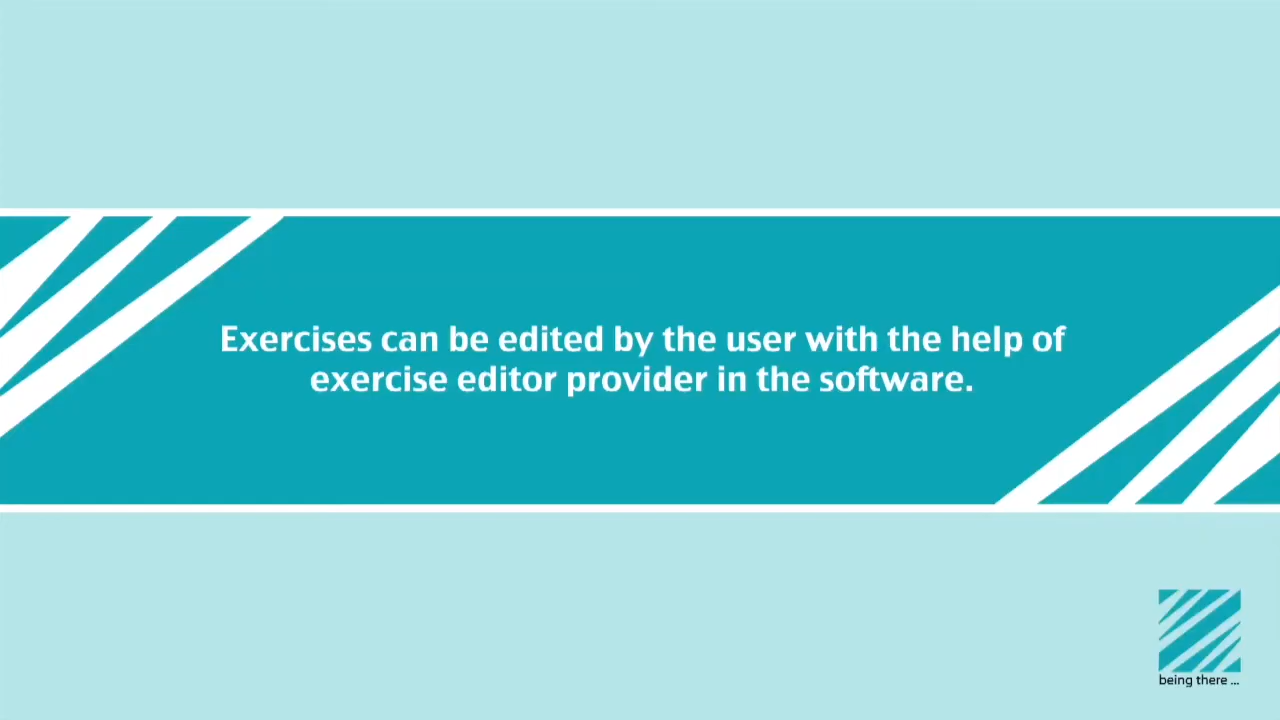 Exercises can be edited by the user with the help of
exercise editor provider in the software.
being there ...